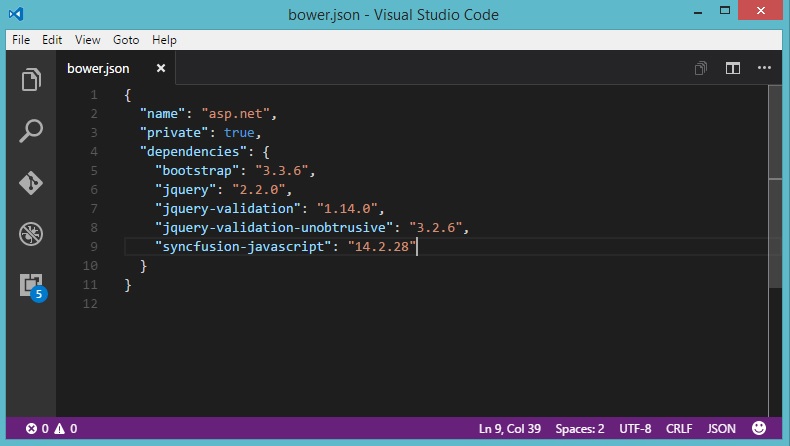 bower.json - Visual Studio Code
File Edit View Goto Help
bower.json
1 {
2 "name": "asp.net",
3 "private": true,
4 "dependencies": {
5 "bootstrap": "3.3.6",
6 "jquery": "2.2.0",
7 "jquery-validation": "1.14.0",
8 "jquery-validation-unobtrusive": "3.2.6",
9 "syncfusion-javascript": "14.2.28"
10 }
11 }
12
5
0 0 Ln 9, Col 39 Spaces: 2 UTF-8 CRLF JSON